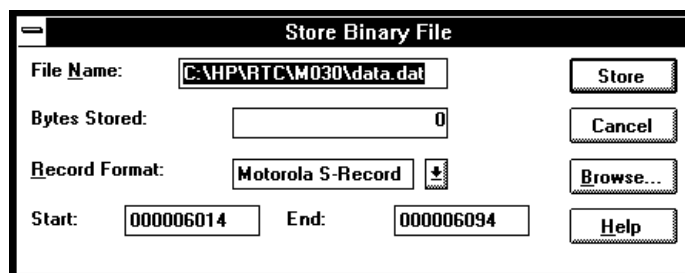 Store Binary File
File Name: C:\HP\RTC\M030\data.dat Store
Bytes Stored: 0 Cancel
Record Format: Motorola S-Record Browse...
Start: 000006014 End: 000006094 Help